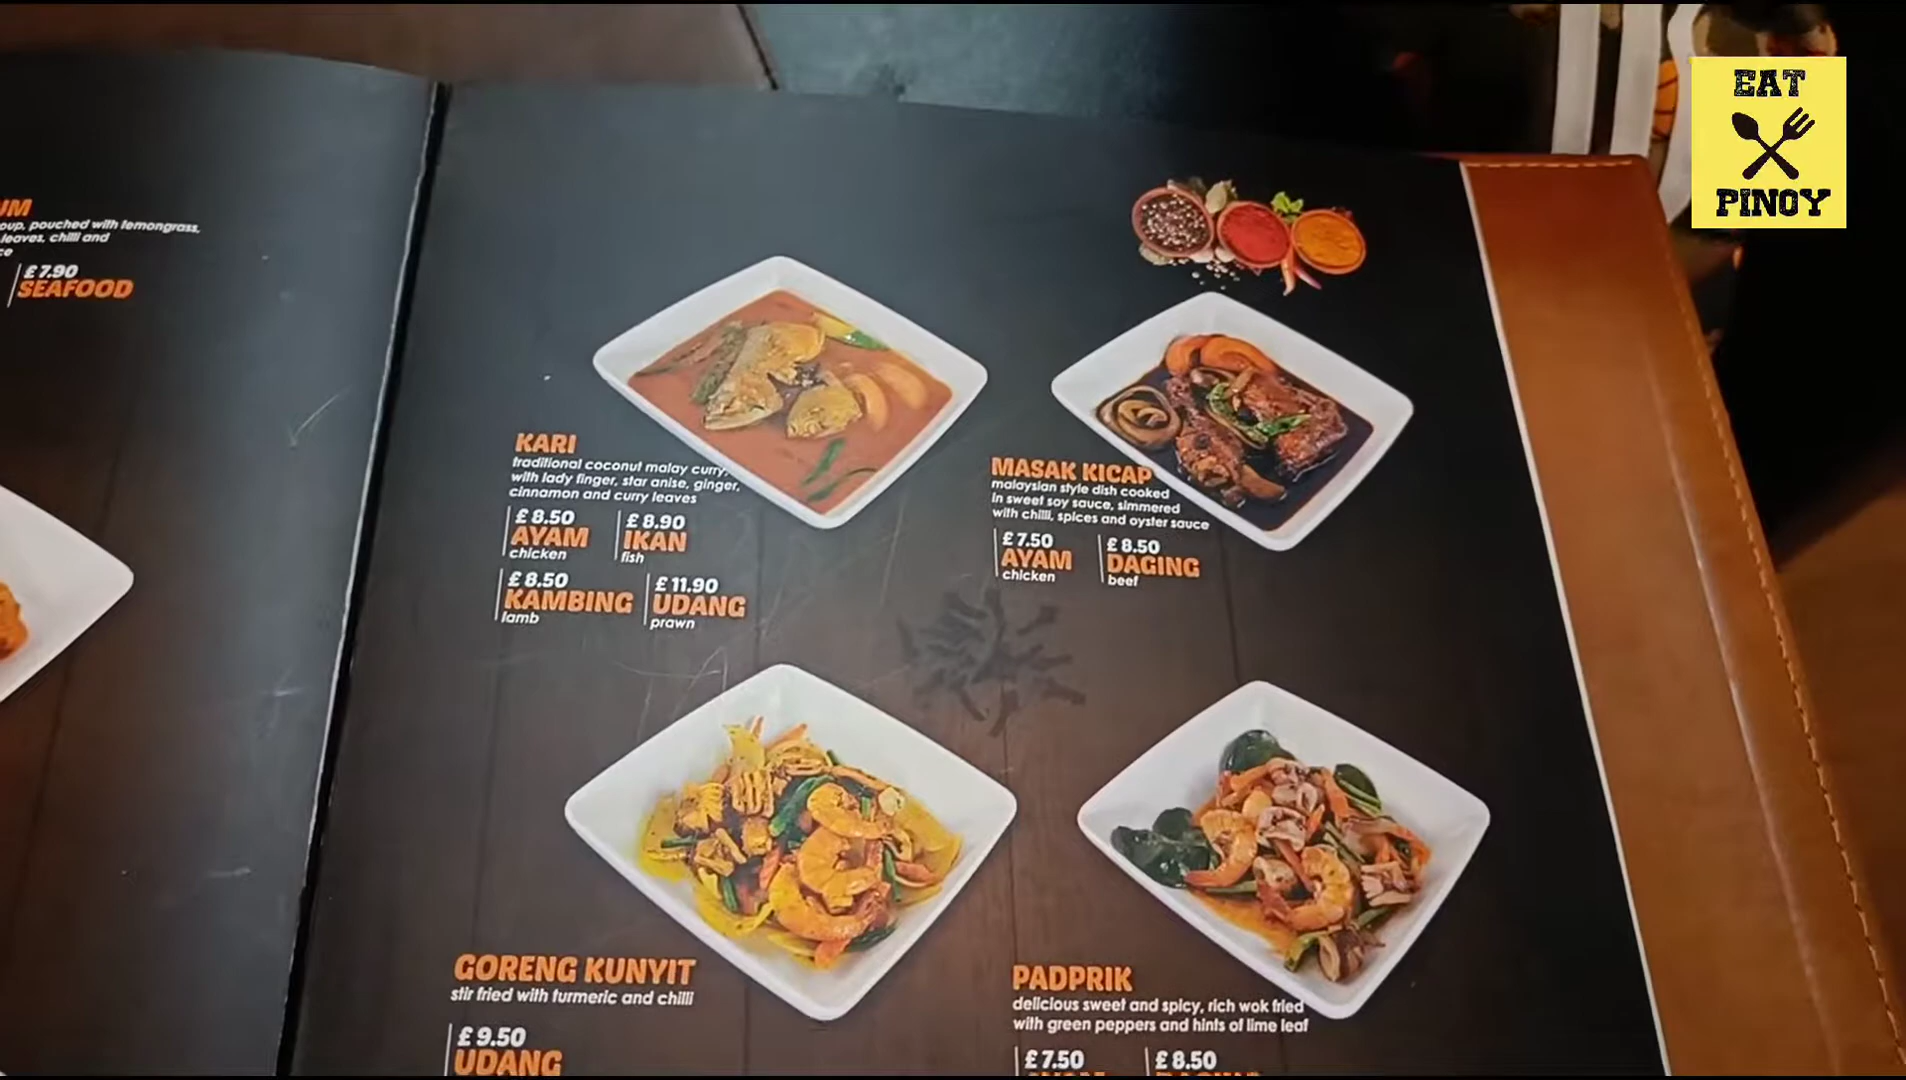 EAT
PINOY
oup, pouched with lemongrass,
leaves, chilli and
£7.90
SEAFOOD
KARI
traditional coconut malay curry,
with lady finger, star anise, ginger,
cinnamon and curry leaves
£8.50
AYAM
chicken
£8.90
IKAN
fish
£8.50
KAMBING
lamb
£11.90
UDANG
prawn
MASAK KICAP
malaysian style dish cooked
in sweet soy sauce, simmered
with chilli, spices and oyster sauce
£7.50
AYAM
chicken
£8.50
DAGING
beef
GORENG KUNYIT
stir fried with turmeric and chilli
£9.50
UDANG
PADPRIK
delicious sweet and spicy, rich wok fried
with green peppers and hints of lime leaf
£7.50
£8.50